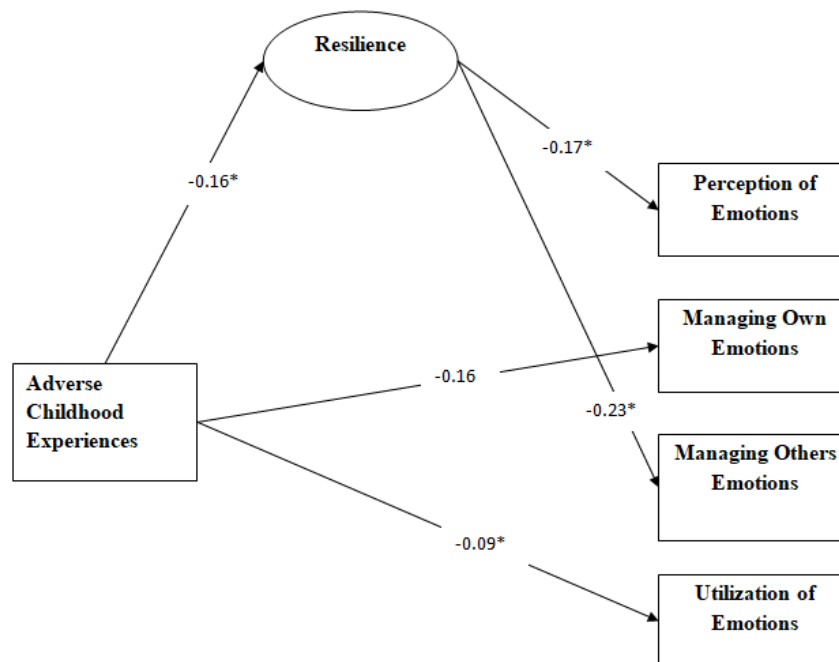 Resilience
-0.17*
-0.16*
Perception of
Emotions
Managing Own
Emotions
Adverse
Childhood
Experiences
-0.16
-0.23*
Managing Others
Emotions
-0.09*
Utilization of
Emotions